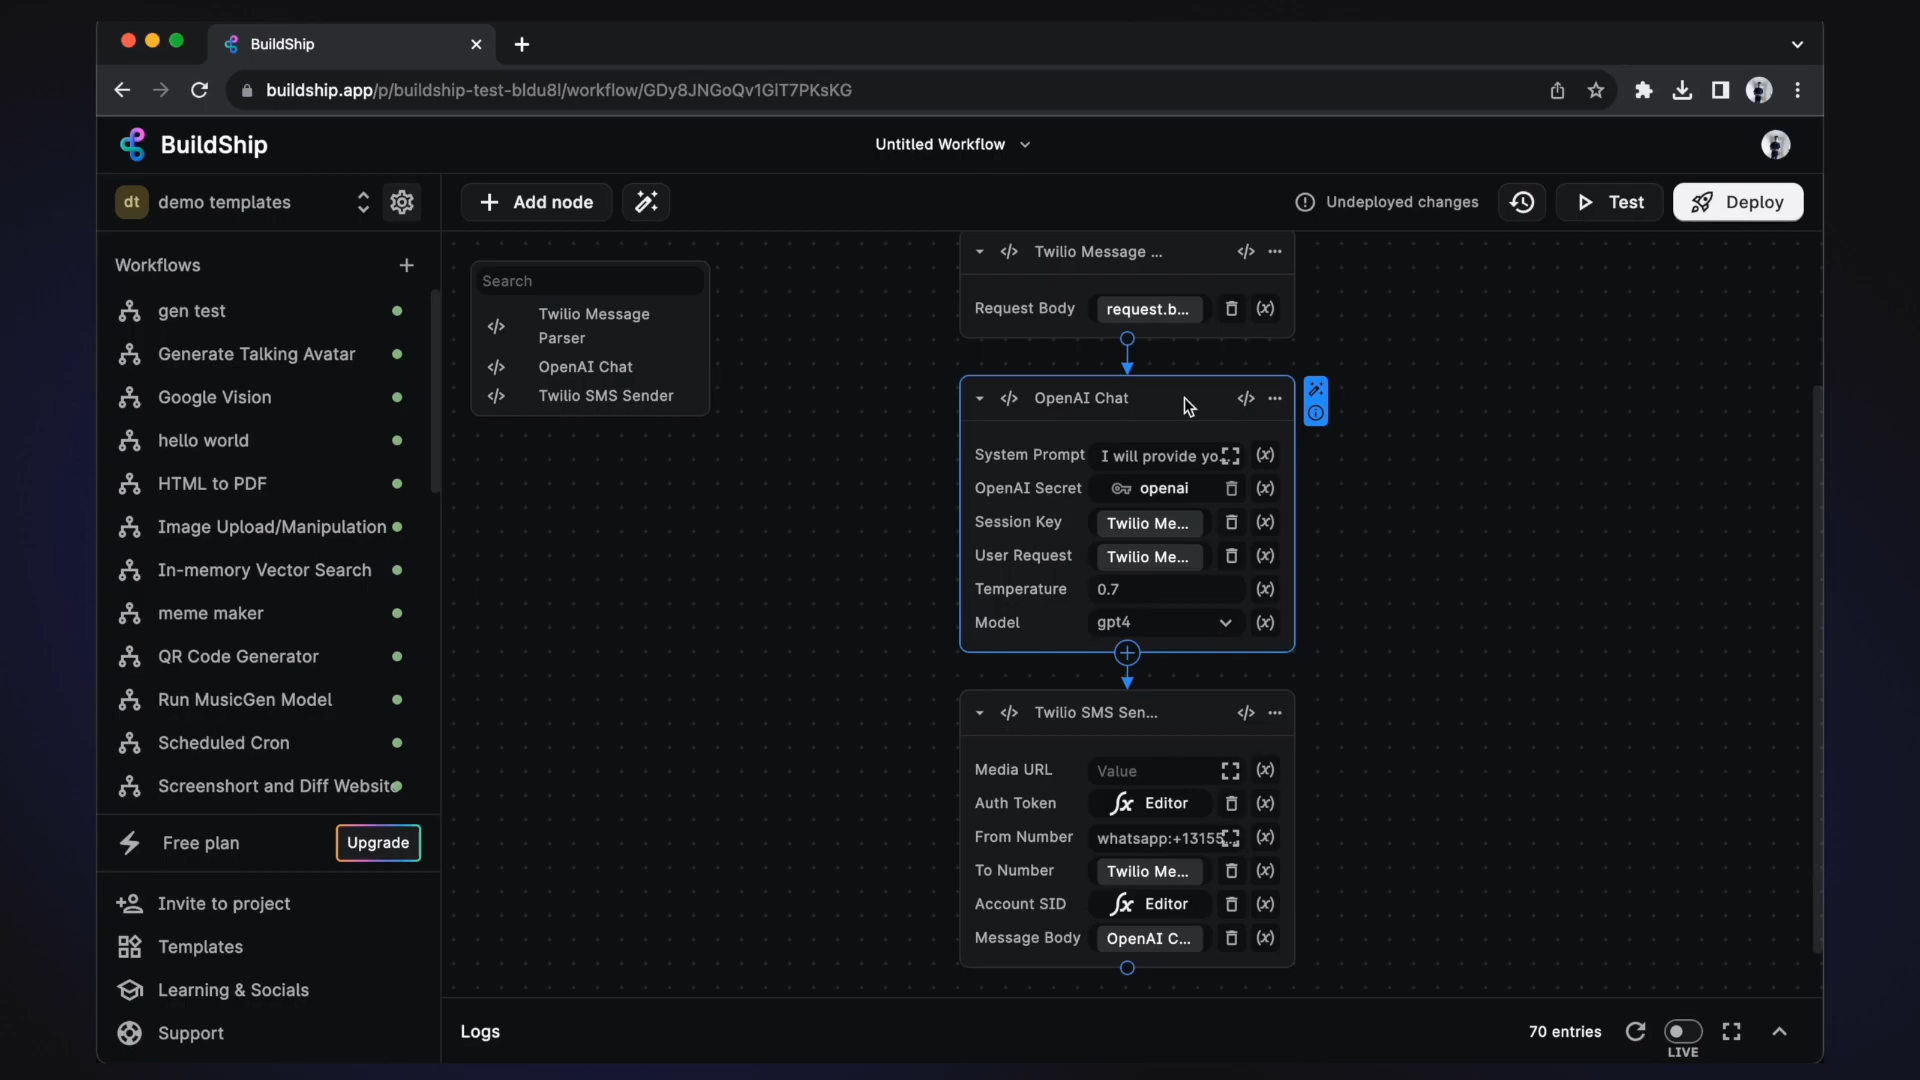 BuildShip
buildship.app/p/buildship-test-bldu8l/workflow/GDy8JNGoQv1GIT7PKsKG
BuildShip
Untitled Workflow
dt demo templates
Add node
Undeployed changes
Test
Deploy
Workflows
gen test
Generate Talking Avatar
Google Vision
hello world
HTML to PDF
Image Upload/Manipulation
In-memory Vector Search
meme maker
QR Code Generator
Run MusicGen Model
Scheduled Cron
Screenshort and Diff Website
Free plan
Upgrade
Invite to project
Templates
Learning & Socials
Support
Search
Twilio Message
Parser
OpenAI Chat
Twilio SMS Sender
Twilio Message ...
Request Body request.b... (x)
OpenAI Chat
System Prompt I will provide yo... (x)
OpenAI Secret openai (x)
Session Key Twilio Me... (x)
User Request Twilio Me... (x)
Temperature 0.7 (x)
Model gpt4 (x)
Twilio SMS Sen...
Media URL Value (x)
Auth Token fx Editor (x)
From Number whatsapp:+13155 (x)
To Number Twilio Me... (x)
Account SID fx Editor (x)
Message Body OpenAI C... (x)
Logs
70 entries
LIVE